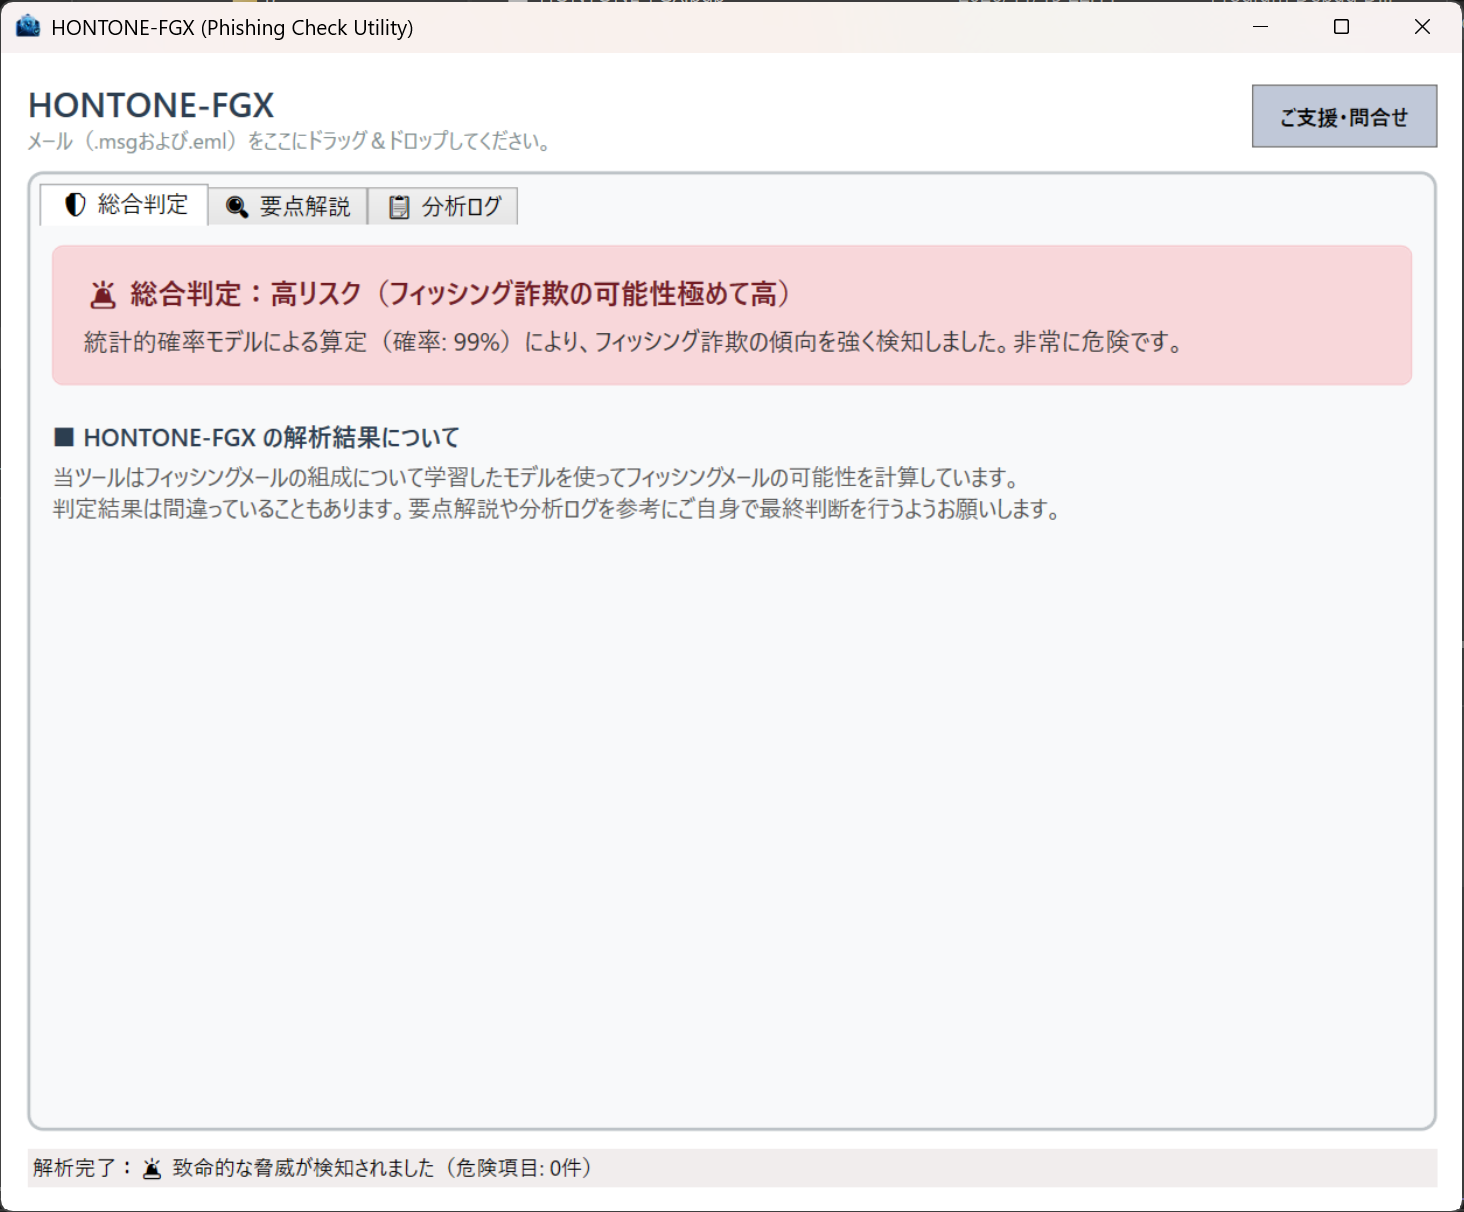 HONTONE-FGX (Phishing Check Utility)
HONTONE-FGX
メール（.msgおよび.eml）をここにドラッグ＆ドロップしてください。
ご支援・問合せ
総合判定
要点解説
分析ログ
総合判定：高リスク（フィッシング詐欺の可能性極めて高）
統計的確率モデルによる算定（確率: 99%）により、フィッシング詐欺の傾向を強く検知しました。非常に危険です。
■ HONTONE-FGX の解析結果について
当ツールはフィッシングメールの組成について学習したモデルを使ってフィッシングメールの可能性を計算しています。
判定結果は間違っていることもあります。要点解説や分析ログを参考にご自身で最終判断を行うようお願いします。
解析完了： 致命的な脅威が検知されました（危険項目: 0件）